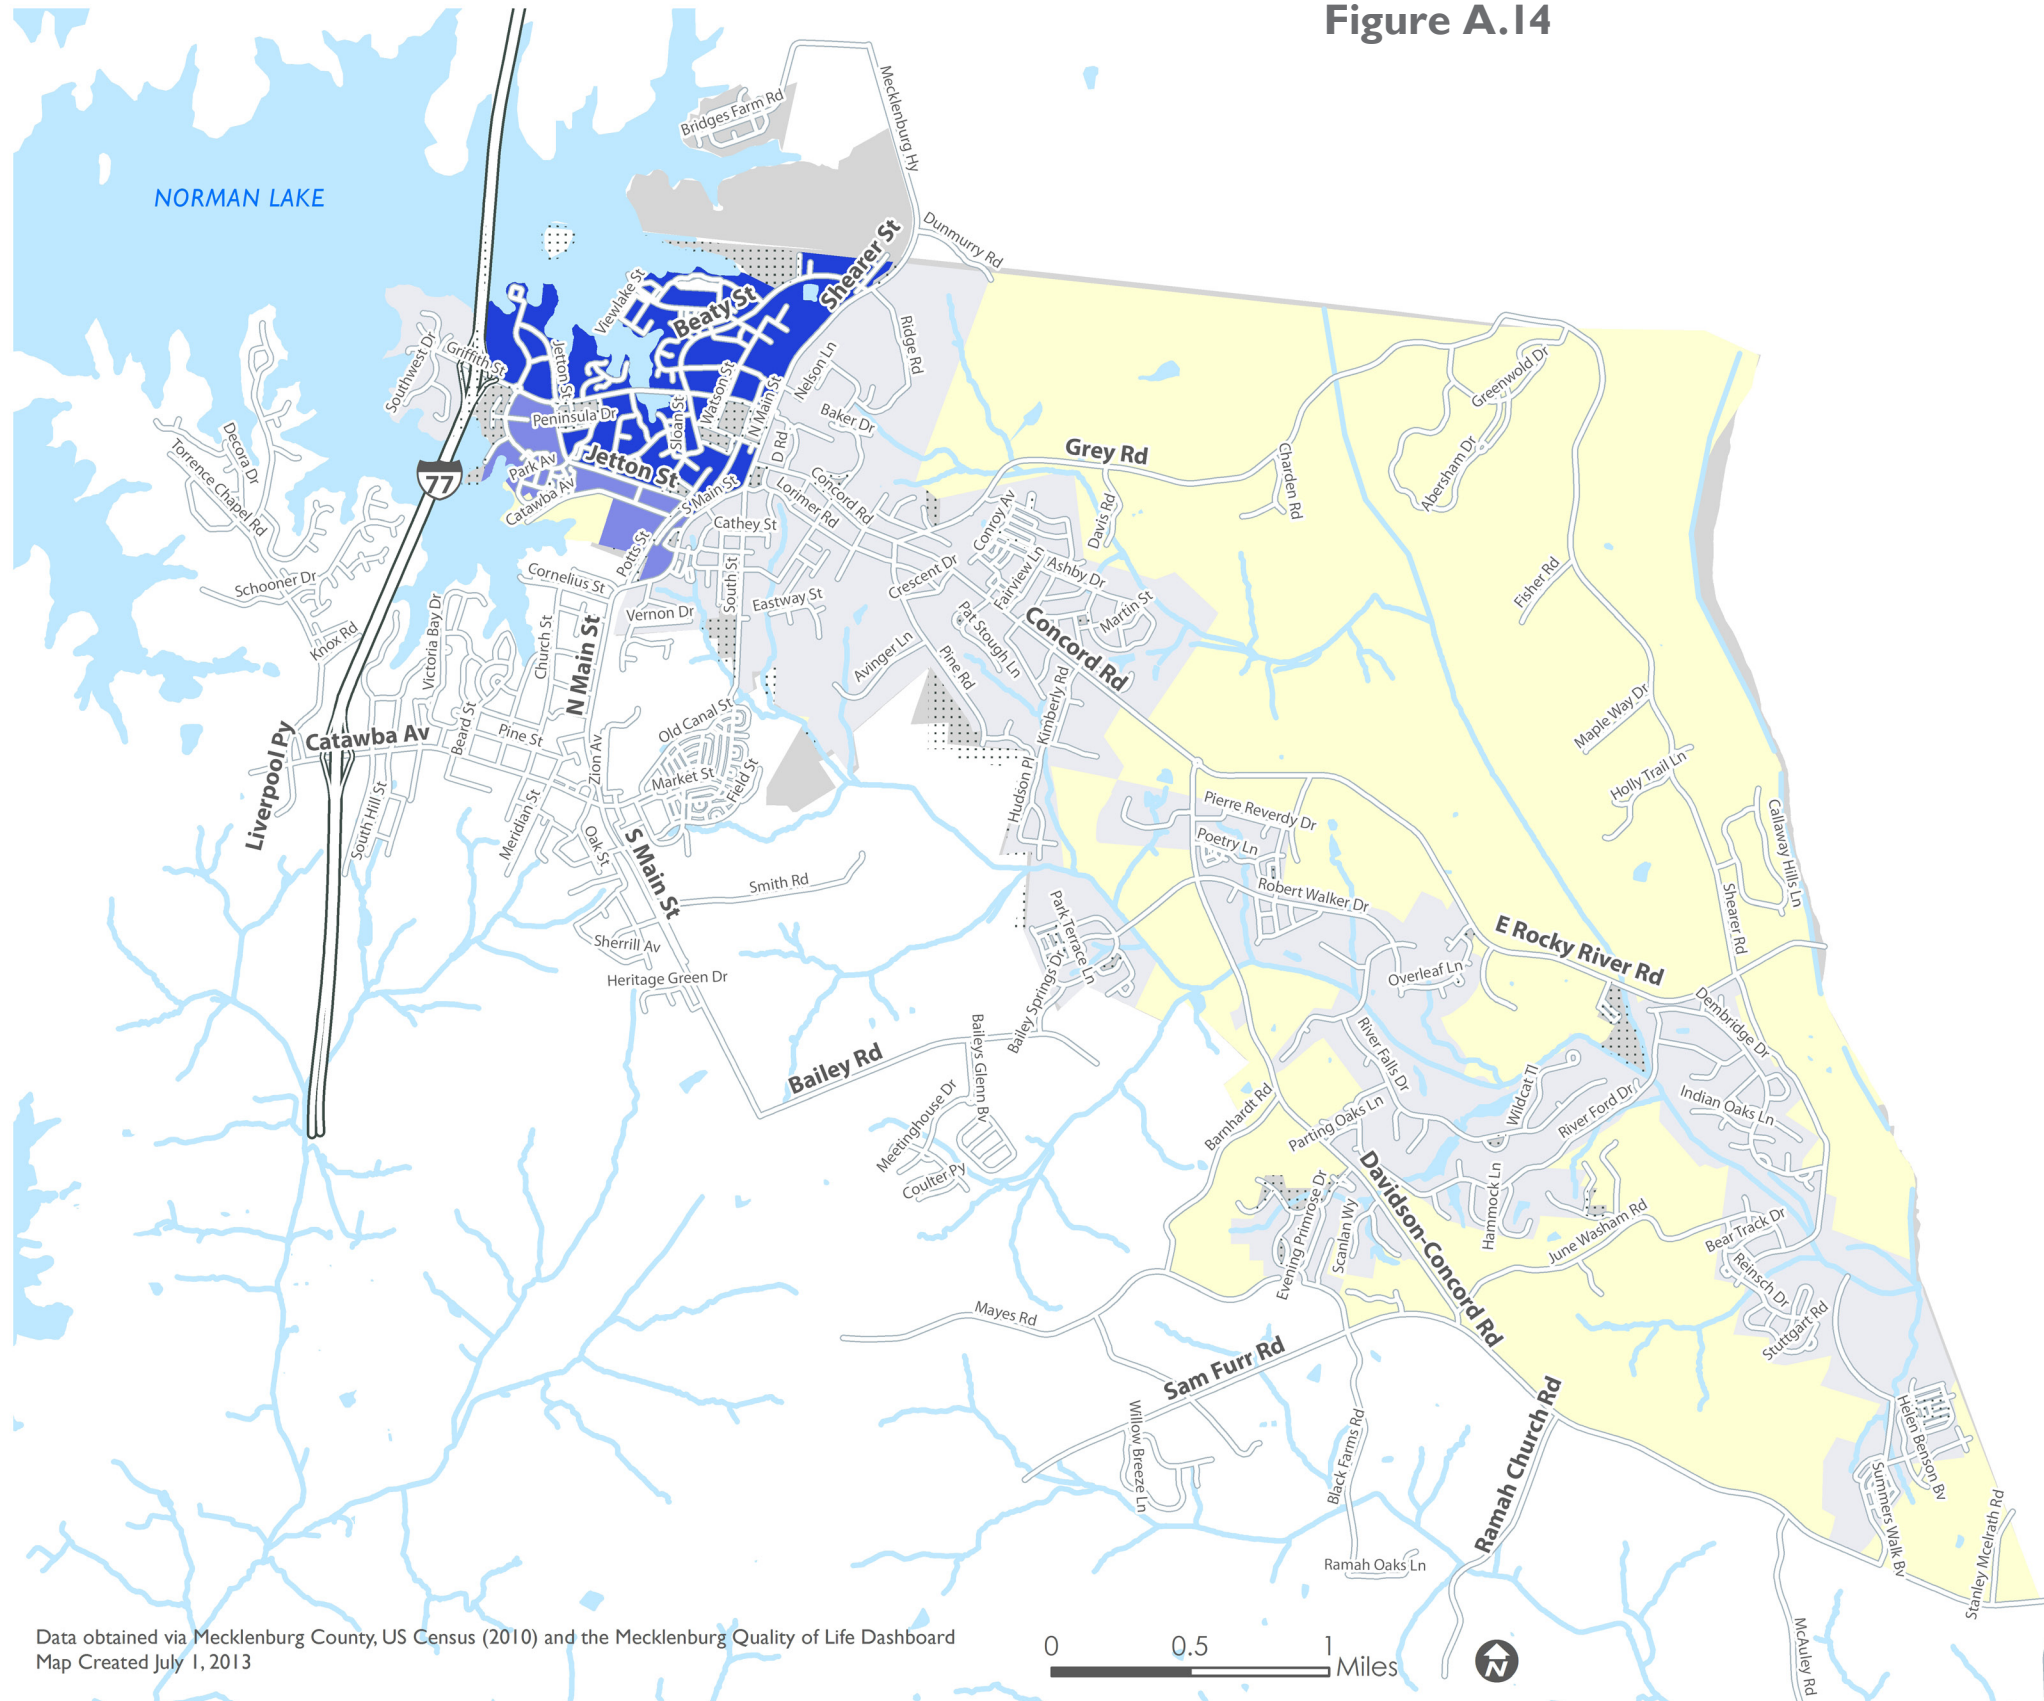 Figure A.14
Mecklenburg Hy
Bridges Farm Rd
NORMAN LAKE
Dunmurry Rd
Shearer St
Viewlake St
Beaty St
Ridge Rd
Southwest Dr
Griffith St
Jetton St
Nelson Ln
Greenwold Dr
Watson St
N Main St
Peninsula Dr
Sloan St
Baker Dr
D Rd
Decora Dr
Torrence Chapel Rd
Grey Rd
Charden Rd
Abersham Dr
Jetton St
Park Av
77
Catawba Av
S Main St
Lorimer Rd
Concord Rd
Conroy Av
Davis Rd
Cathey St
Potts St
Schooner Dr
Cornelius St
South St
Eastway St
Crescent Dr
Fairview Ln
Ashby Dr
Martin St
Fisher Rd
Vernon Dr
Knox Rd
Victoria Bay Dr
Church St
N Main St
Avinger Ln
Pine Rd
Pat Stough Ln
Concord Rd
Kimberly Rd
Maple Way Dr
Liverpool Py
Catawba Av
Beard St
Pine St
Zion Av
Old Canal St
Market St
Field St
Hudson Pl
Holly Trail Ln
Callaway Hills Ln
South Hill St
Meridian St
Oak St
S Main St
Pierre Reverdy Dr
Poetry Ln
Smith Rd
Robert Walker Dr
Park Terrace Ln
Sherrill Av
E Rocky River Rd
Shearer Rd
Heritage Green Dr
Overleaf Ln
Bailey Springs Dr
Dembridge Dr
Bailey Rd
Baileys Glenn Bv
River Falls Dr
Meetinghouse Dr
Coulter Py
Barnhardt Rd
Parting Oaks Ln
Wildcat Tl
River Ford Dr
Indian Oaks Ln
Davidson-Concord Rd
Hammock Ln
Evening Primrose Dr
Scanlan Wy
June Washam Rd
Bear Track Dr
Reinsch Dr
Stuttgart Rd
Mayes Rd
Sam Furr Rd
Willow Breeze Ln
Black Farms Rd
Ramah Church Rd
Helen Benson Bv
Summers Walk Bv
Stanley Mcelrath Rd
Ramah Oaks Ln
McAuley Rd
Data obtained via Mecklenburg County, US Census (2010) and the Mecklenburg Quality of Life Dashboard
Map Created July 1, 2013
0 0.5 1
Miles
N